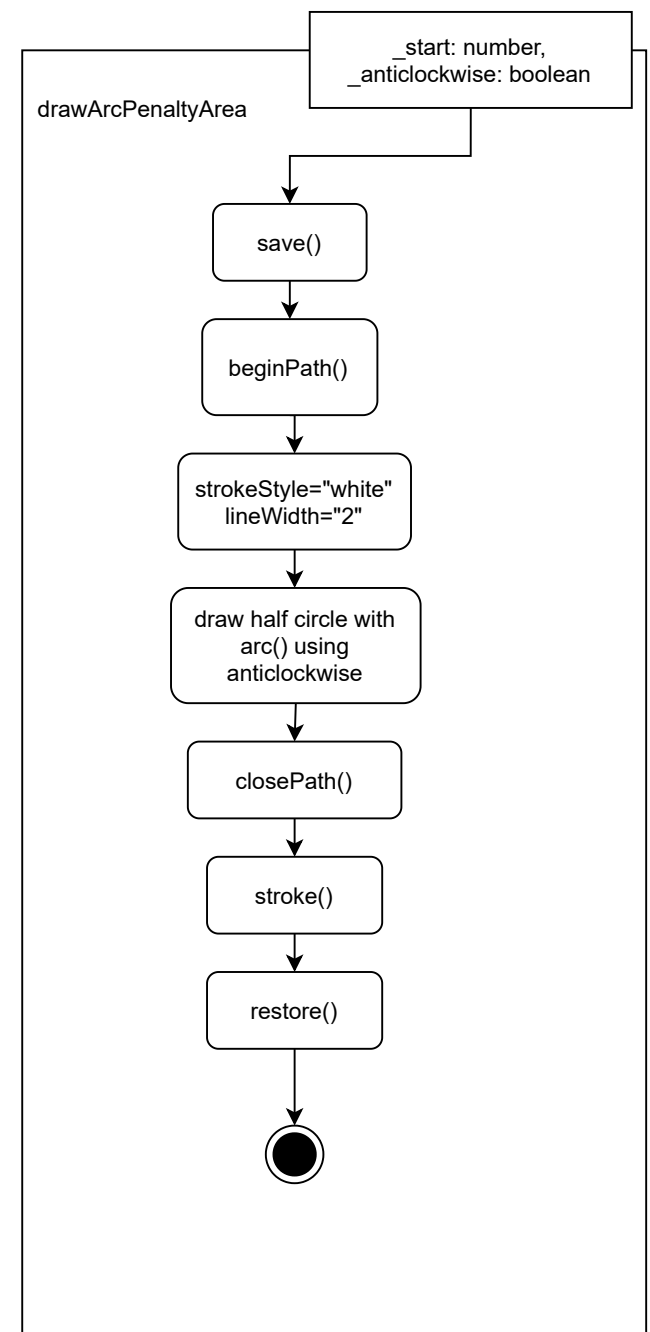 _start: number,
_anticlockwise: boolean
drawArcPenaltyArea
save()
beginPath()
strokeStyle="white"
lineWidth="2"
draw half circle with
arc() using
anticlockwise
closePath()
stroke()
restore()